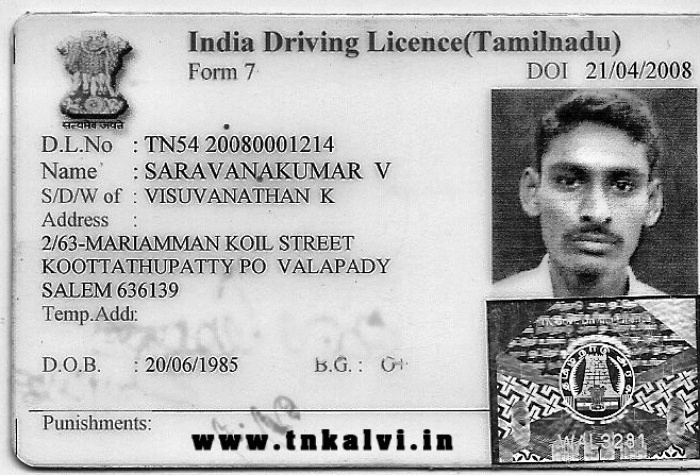 India Driving Licence(Tamilnadu)
Form 7 DOI 21/04/2008
सत्यमेव जयते
D.L.No : TN54 20080001214
Name : SARAVANAKUMAR V
S/D/W of : VISUVANATHAN K
Address :
2/63-MARIAMMAN KOIL STREET
KOOTTATHUPATTY PO VALAPADY
SALEM 636139
Temp.Addr:
D.O.B. : 20/06/1985 B.G. : O+
Punishments:
www.tnkalvi.in
WAL3281